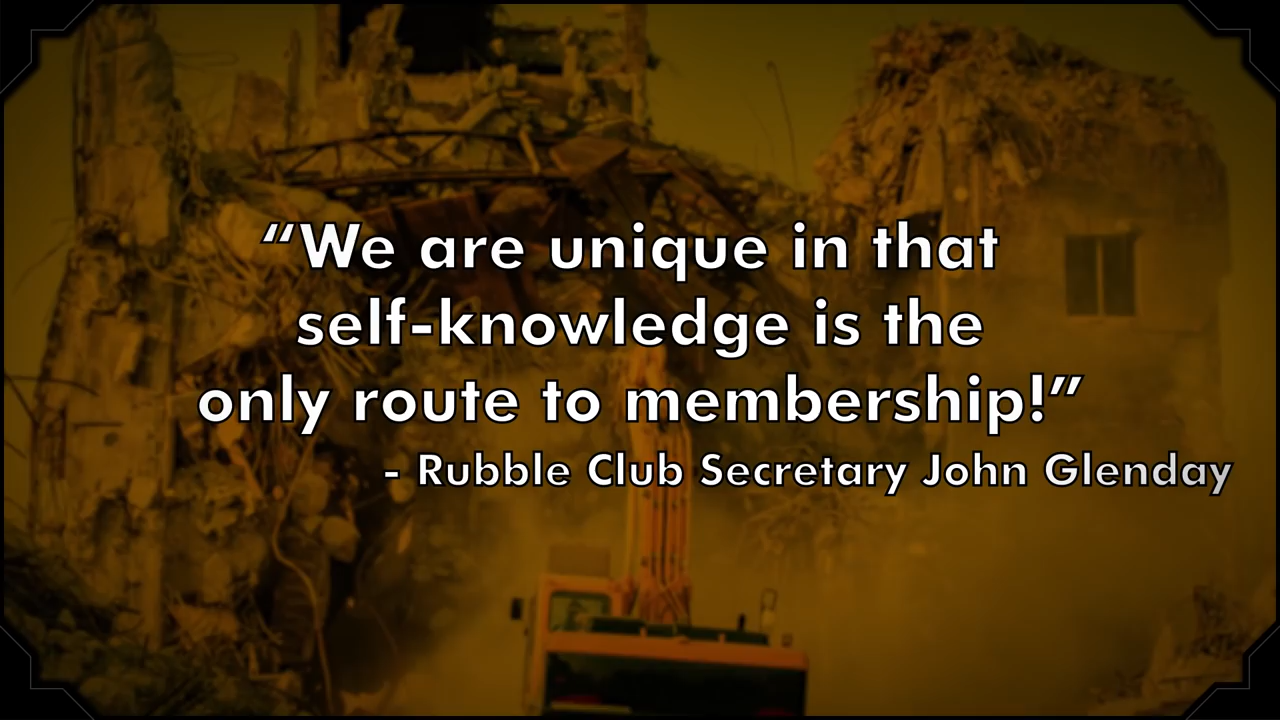 “We are unique in that
self-knowledge is the
only route to membership!”
- Rubble Club Secretary John Glenday